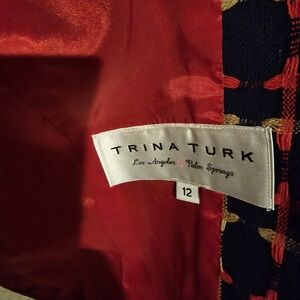 TRINA TURK
Los Angeles Palm Springs
12